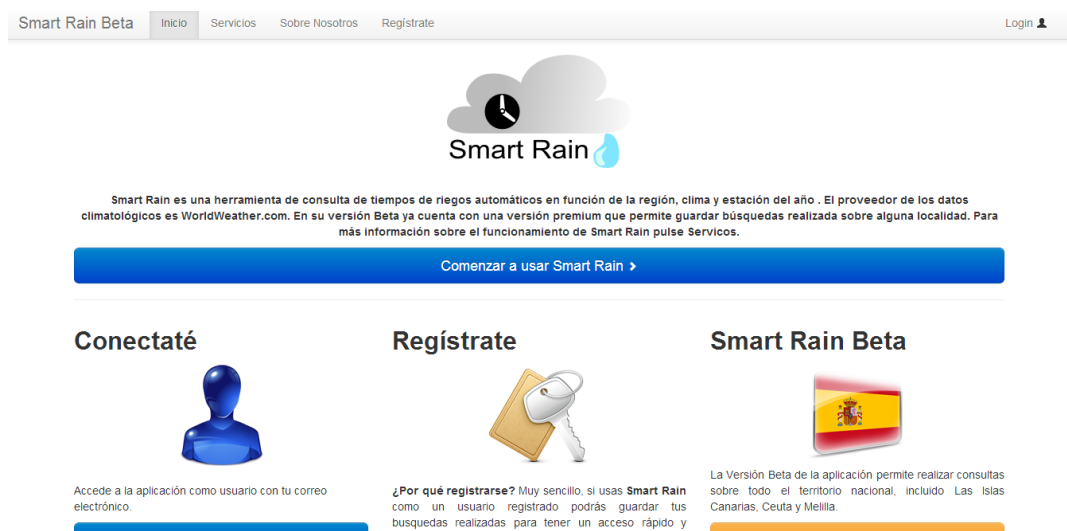 Smart Rain Beta Inicio Servicios Sobre Nosotros Regístrate Login
Smart Rain
Smart Rain es una herramienta de consulta de tiempos de riegos automáticos en función de la región, clima y estación del año . El proveedor de los datos
climatológicos es WorldWeather.com. En su versión Beta ya cuenta con una versión premium que permite guardar búsquedas realizada sobre alguna localidad. Para
más información sobre el funcionamiento de Smart Rain pulse Servicos.
Comenzar a usar Smart Rain
Conectaté
Accede a la aplicación como usuario con tu correo
electrónico.
Regístrate
¿Por qué registrarse? Muy sencillo, si usas Smart Rain
como un usuario registrado podrás guardar tus
busquedas realizadas para tener un acceso rápido y
Smart Rain Beta
La Versión Beta de la aplicación permite realizar consultas
sobre todo el territorio nacional, incluido Las Islas
Canarias, Ceuta y Melilla.